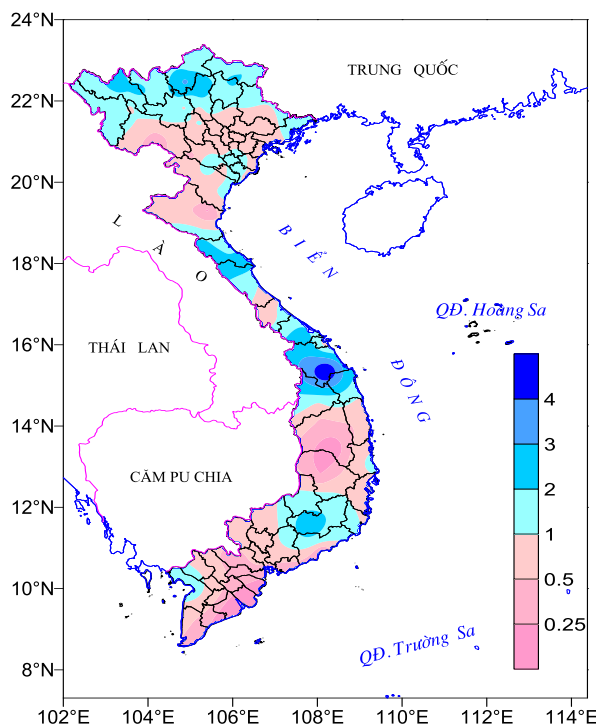 24°N
22°N
20°N
18°N
16°N
14°N
12°N
10°N
8°N
TRUNG QUỐC
LÀO
BIỂN ĐÔNG
QĐ. Hoàng Sa
THÁI LAN
CĂM PU CHIA
QĐ. Trường Sa
4
3
2
1
0.5
0.25
102°E 104°E 106°E 108°E 110°E 112°E 114°E